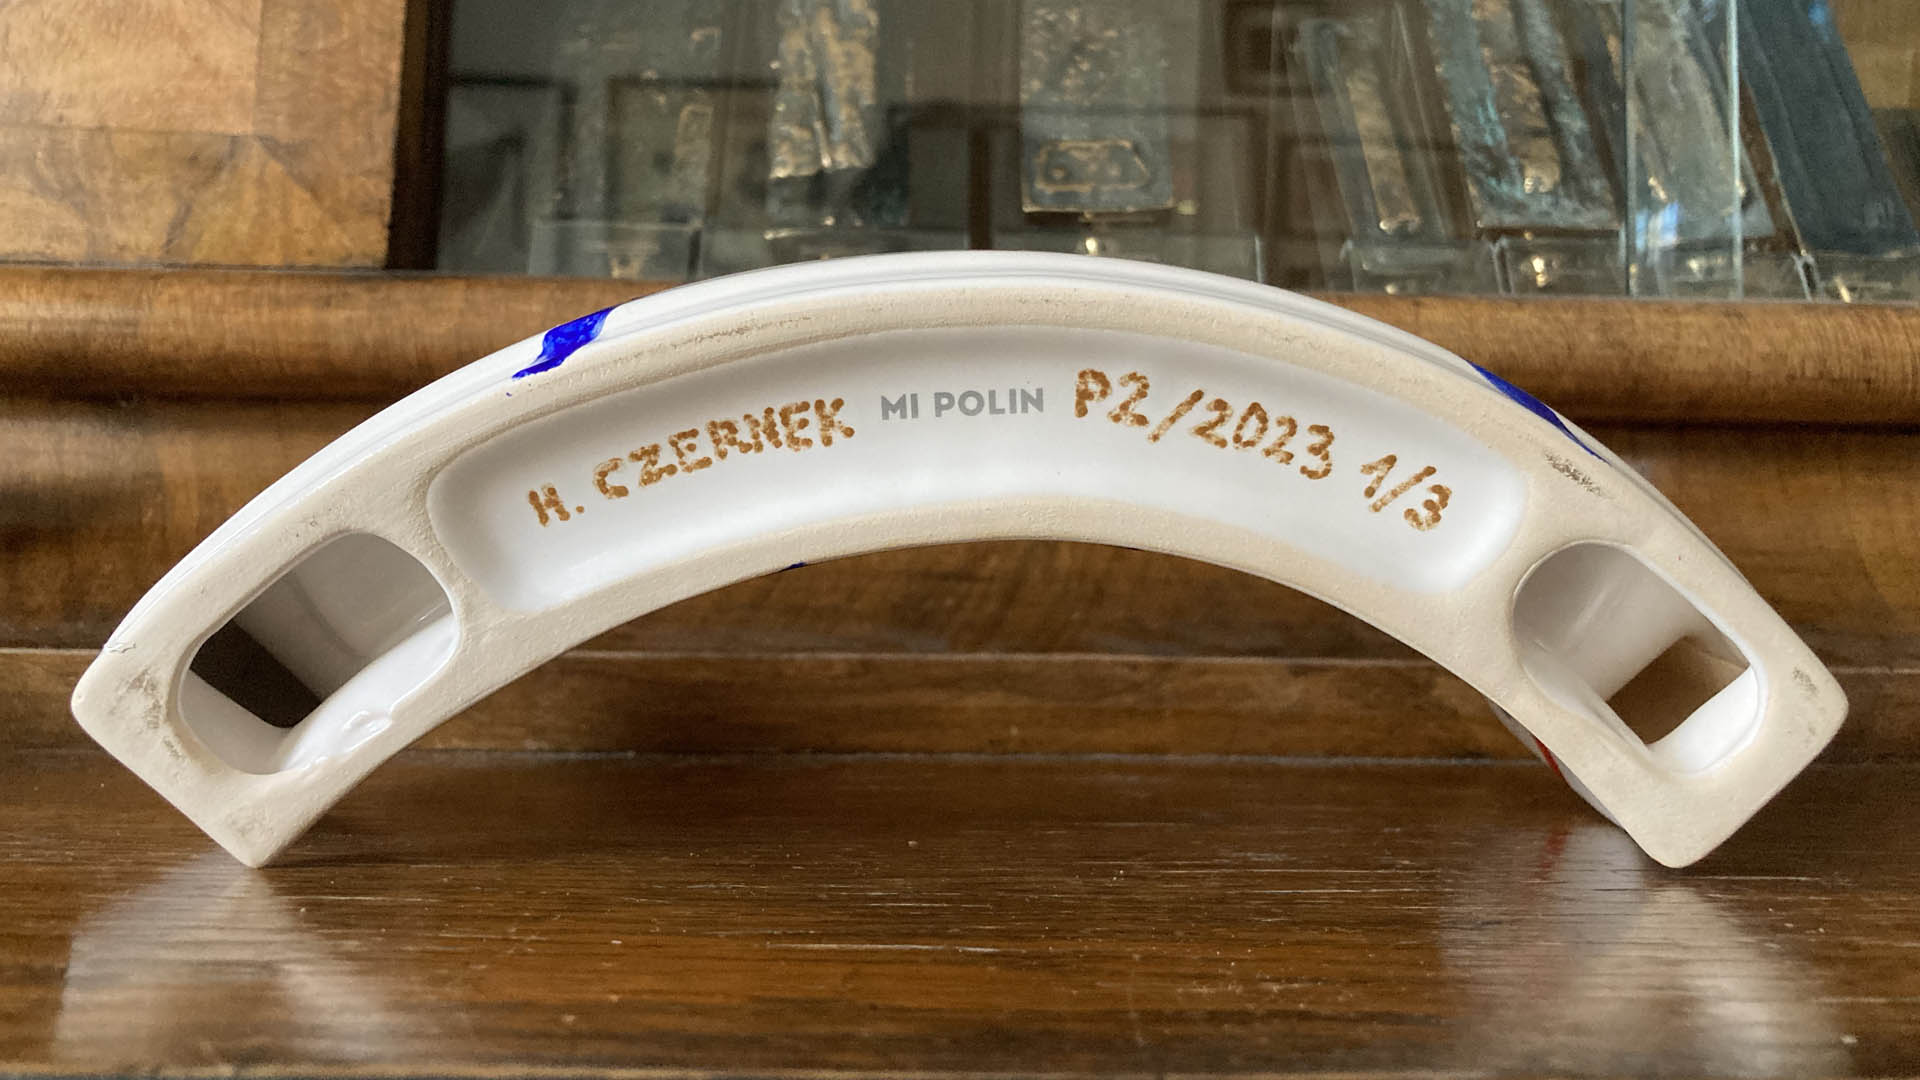 H. CZERNEK MI POLIN P2/2023 1/3